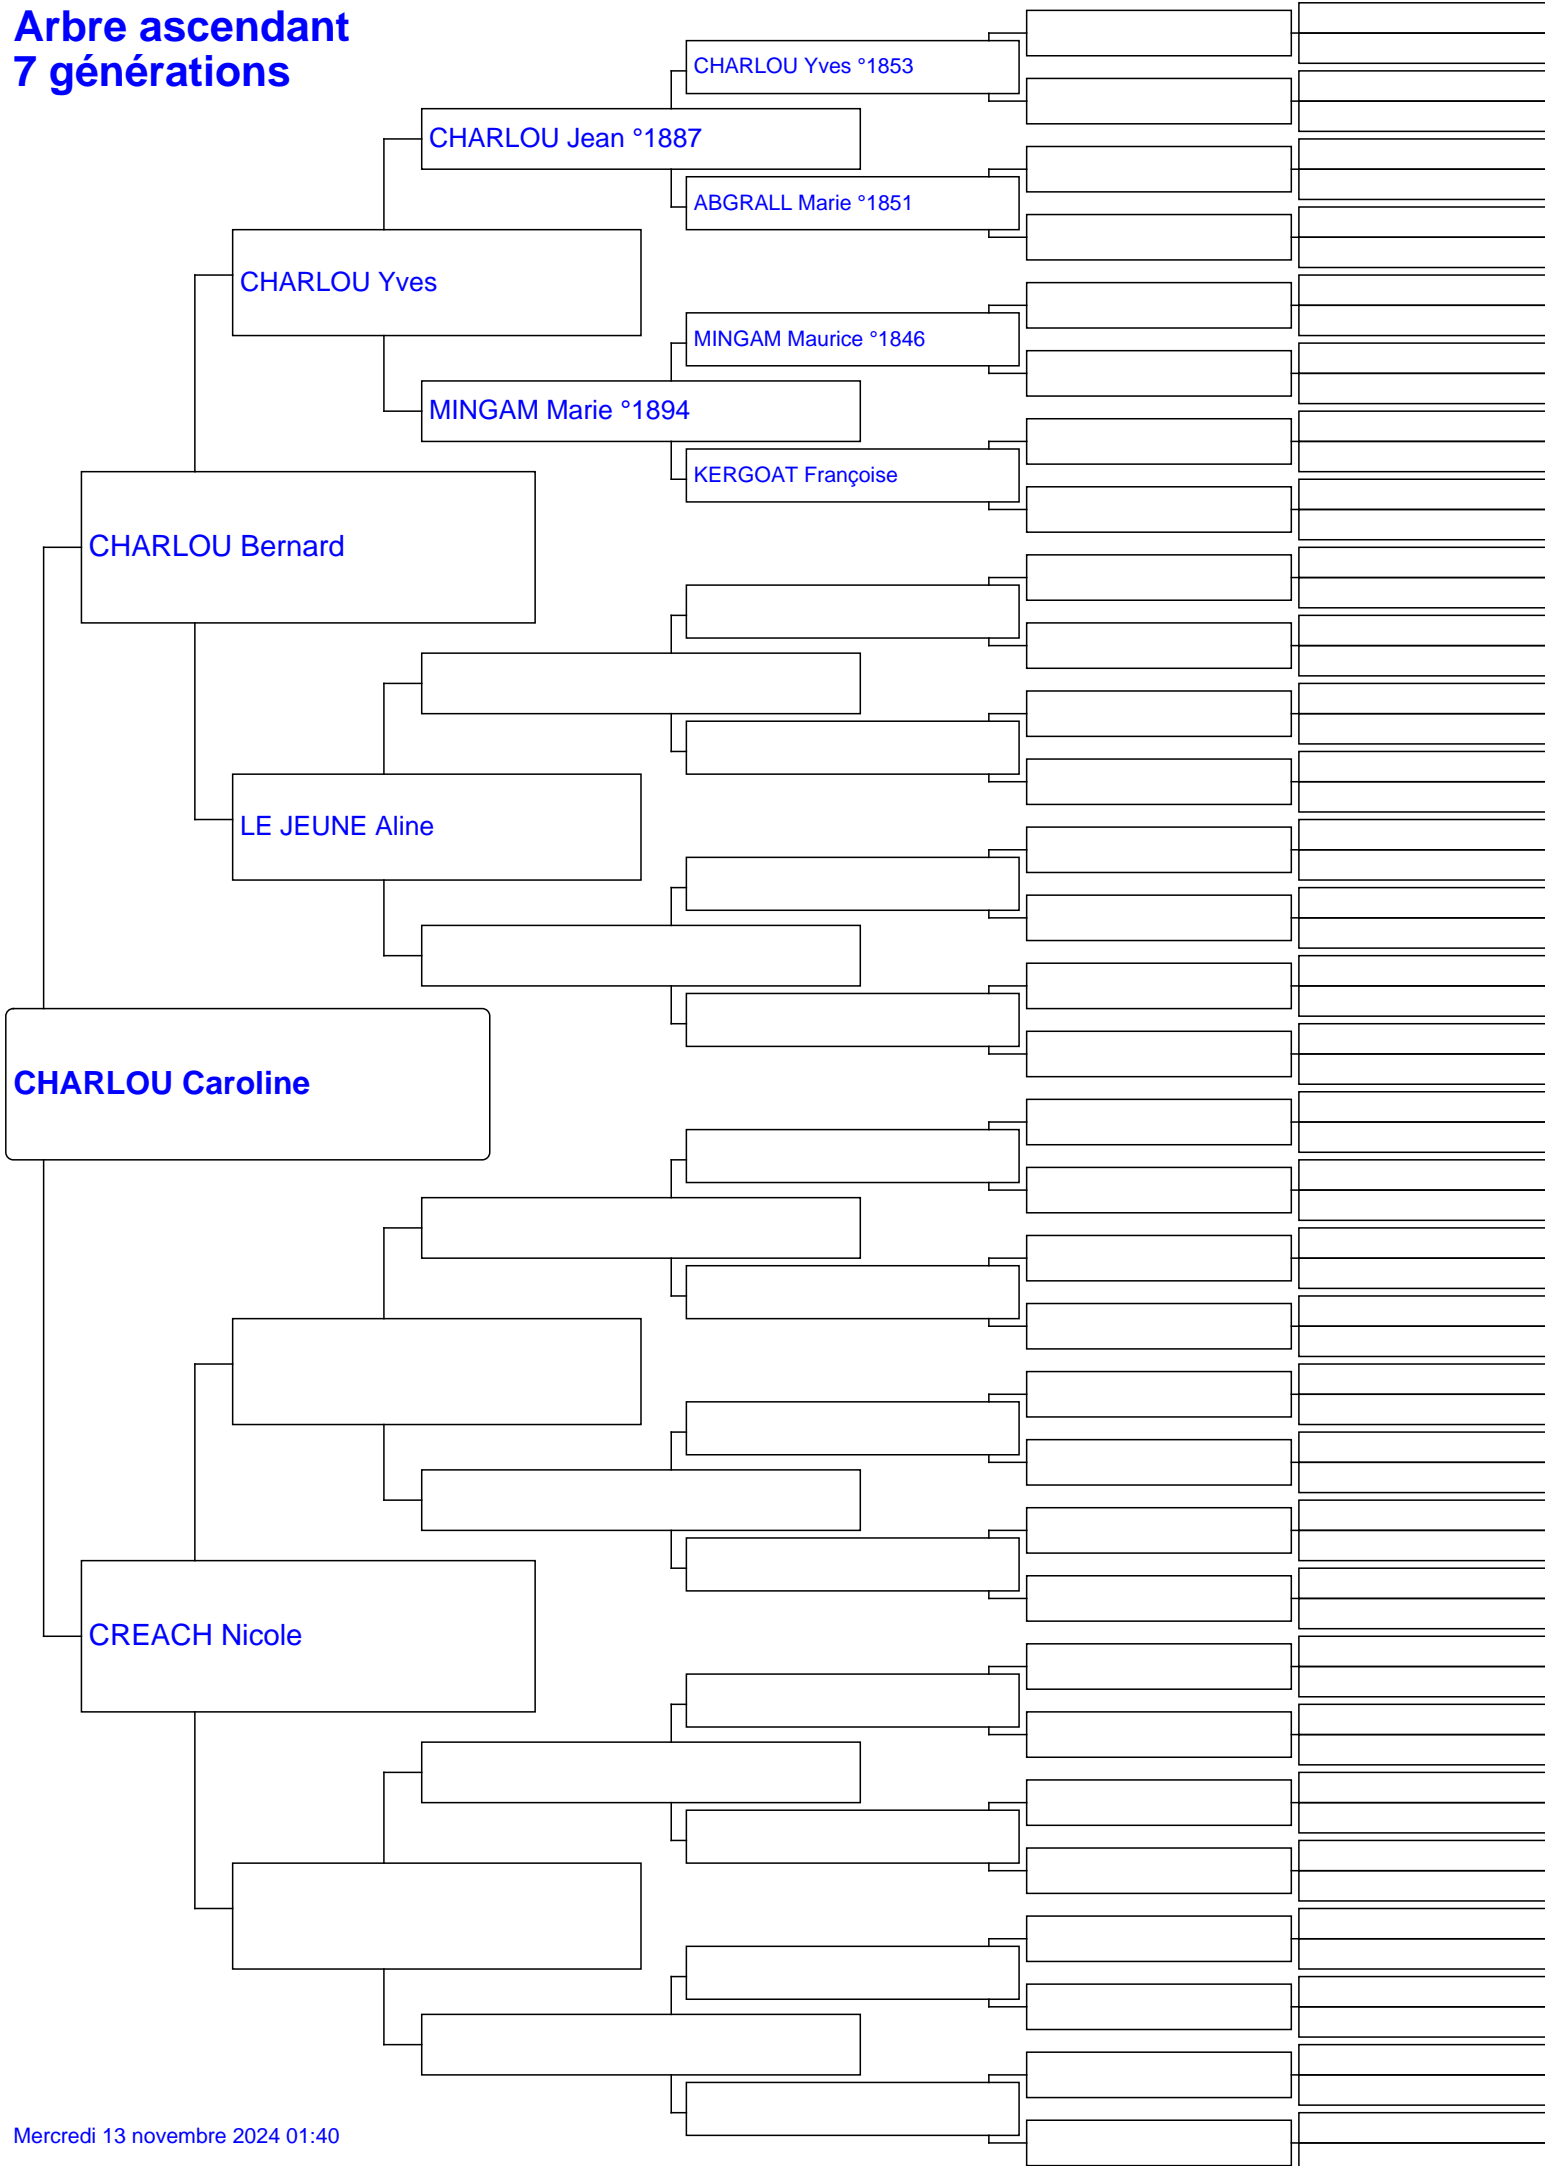 Arbre ascendant
7 générations
CHARLOU Yves °1853
CHARLOU Jean °1887
ABGRALL Marie °1851
CHARLOU Yves
MINGAM Maurice °1846
MINGAM Marie °1894
KERGOAT Françoise
CHARLOU Bernard
LE JEUNE Aline
CHARLOU Caroline
CREACH Nicole
Mercredi 13 novembre 2024 01:40